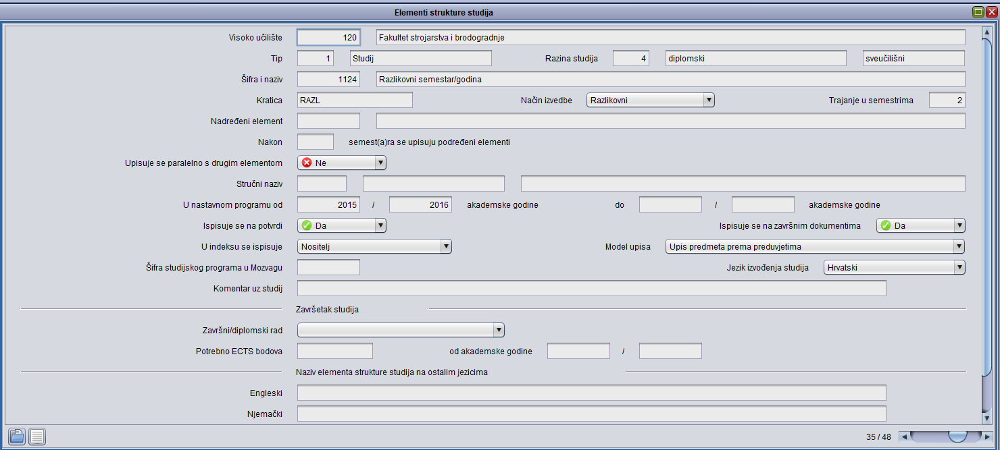 Elementi strukture studija
Visoko učilište 120 Fakultet strojarstva i brodogradnje
Tip 1 Studij Razina studija 4 diplomski sveučilišni
Šifra i naziv 1124 Razlikovni semestar/godina
Kratica RAZL Način izvedbe Razlikovni Trajanje u semestrima 2
Nadređeni element
Nakon semest(a)ra se upisuju podređeni elementi
Upisuje se paralelno s drugim elementom Ne
Stručni naziv
U nastavnom programu od 2015 / 2016 akademske godine do / akademske godine
Ispisuje se na potvrdi Da Ispisuje se na završnim dokumentima Da
U indeksu se ispisuje Nositelj Model upisa Upis predmeta prema preduvjetima
Šifra studijskog programa u Mozvagu Jezik izvođenja studija Hrvatski
Komentar uz studij
Završetak studija
Završni/diplomski rad
Potrebno ECTS bodova od akademske godine /
Naziv elementa strukture studija na ostalim jezicima
Engleski
Njemački
35 / 48